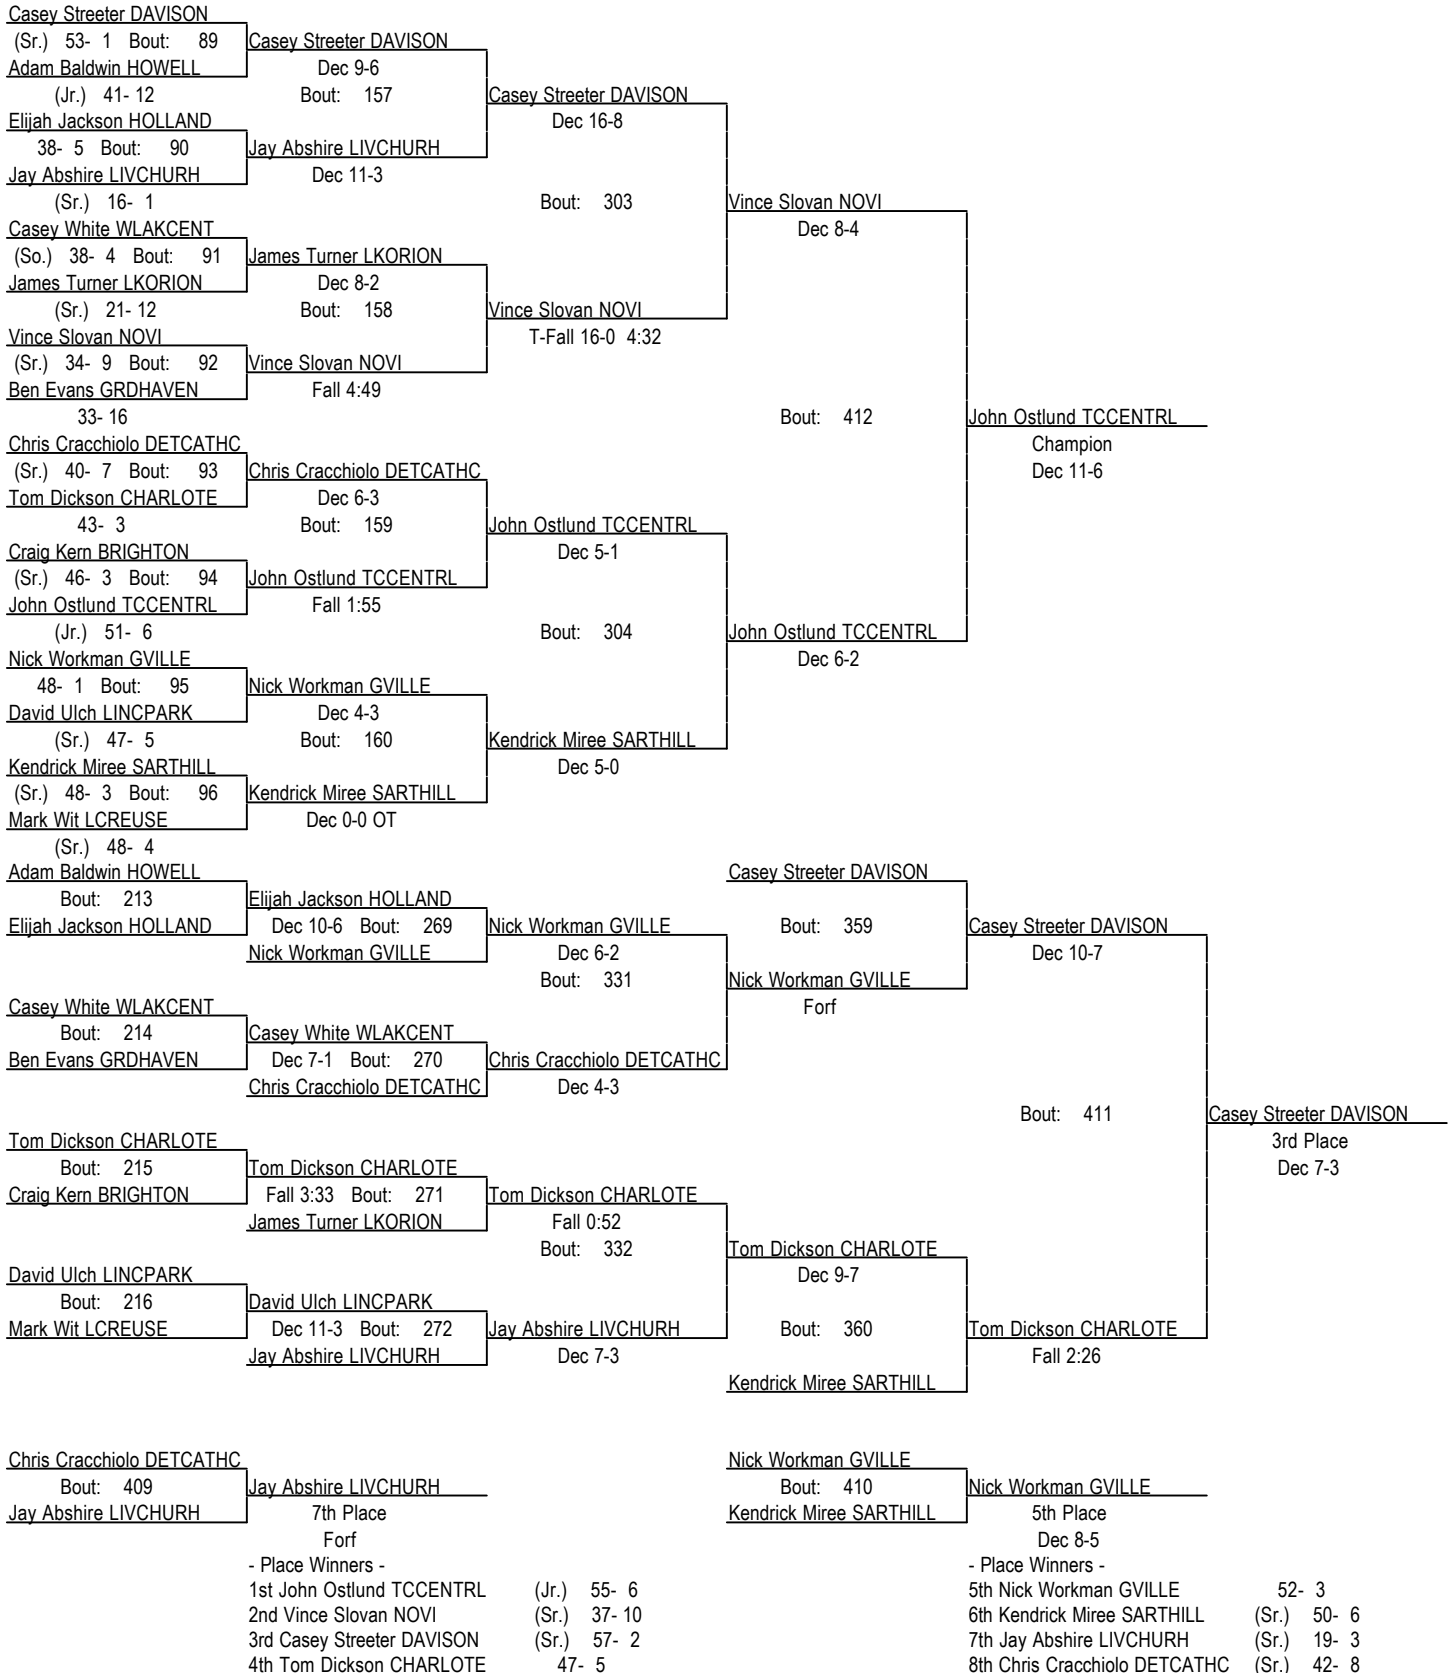 Casey Streeter DAVISON
(Sr.) 53- 1 Bout: 89 Casey Streeter DAVISON
Adam Baldwin HOWELL Dec 9-6
(Jr.) 41- 12 Bout: 157 Casey Streeter DAVISON
Elijah Jackson HOLLAND Dec 16-8
38- 5 Bout: 90 Jay Abshire LIVCHURH
Jay Abshire LIVCHURH Dec 11-3
(Sr.) 16- 1 Bout: 303 Vince Slovan NOVI
Casey White WLAKCENT Dec 8-4
(So.) 38- 4 Bout: 91 James Turner LKORION
James Turner LKORION Dec 8-2
(Sr.) 21- 12 Bout: 158 Vince Slovan NOVI
Vince Slovan NOVI T-Fall 16-0 4:32
(Sr.) 34- 9 Bout: 92 Vince Slovan NOVI
Ben Evans GRDHAVEN Fall 4:49
33- 16 Bout: 412 John Ostlund TCCENTRL
Chris Cracchiolo DETCATHC Champion
(Sr.) 40- 7 Bout: 93 Chris Cracchiolo DETCATHC Dec 11-6
Tom Dickson CHARLOTE Dec 6-3
43- 3 Bout: 159 John Ostlund TCCENTRL
Craig Kern BRIGHTON Dec 5-1
(Sr.) 46- 3 Bout: 94 John Ostlund TCCENTRL
John Ostlund TCCENTRL Fall 1:55
(Jr.) 51- 6 Bout: 304 John Ostlund TCCENTRL
Nick Workman GVILLE Dec 6-2
48- 1 Bout: 95 Nick Workman GVILLE
David Ulch LINCPARK Dec 4-3
(Sr.) 47- 5 Bout: 160 Kendrick Miree SARTHILL
Kendrick Miree SARTHILL Dec 5-0
(Sr.) 48- 3 Bout: 96 Kendrick Miree SARTHILL
Mark Wit LCREUSE Dec 0-0 OT
(Sr.) 48- 4
Adam Baldwin HOWELL Casey Streeter DAVISON
Bout: 213 Elijah Jackson HOLLAND
Elijah Jackson HOLLAND Dec 10-6 Bout: 269 Nick Workman GVILLE Bout: 359 Casey Streeter DAVISON
Nick Workman GVILLE Dec 6-2 Dec 10-7
Bout: 331 Nick Workman GVILLE
Casey White WLAKCENT Forf
Bout: 214 Casey White WLAKCENT
Ben Evans GRDHAVEN Dec 7-1 Bout: 270 Chris Cracchiolo DETCATHC
Chris Cracchiolo DETCATHC Dec 4-3
Bout: 411 Casey Streeter DAVISON
Tom Dickson CHARLOTE 3rd Place
Bout: 215 Tom Dickson CHARLOTE Dec 7-3
Craig Kern BRIGHTON Fall 3:33 Bout: 271 Tom Dickson CHARLOTE
James Turner LKORION Fall 0:52
Bout: 332 Tom Dickson CHARLOTE
David Ulch LINCPARK Dec 9-7
Bout: 216 David Ulch LINCPARK
Mark Wit LCREUSE Dec 11-3 Bout: 272 Jay Abshire LIVCHURH Bout: 360 Tom Dickson CHARLOTE
Jay Abshire LIVCHURH Dec 7-3 Fall 2:26
Kendrick Miree SARTHILL
Chris Cracchiolo DETCATHC Nick Workman GVILLE
Bout: 409 Jay Abshire LIVCHURH Bout: 410 Nick Workman GVILLE
Jay Abshire LIVCHURH 7th Place Kendrick Miree SARTHILL 5th Place
Forf Dec 8-5
- Place Winners - - Place Winners -
1st John Ostlund TCCENTRL (Jr.) 55- 6 5th Nick Workman GVILLE 52- 3
2nd Vince Slovan NOVI (Sr.) 37- 10 6th Kendrick Miree SARTHILL (Sr.) 50- 6
3rd Casey Streeter DAVISON (Sr.) 57- 2 7th Jay Abshire LIVCHURH (Sr.) 19- 3
4th Tom Dickson CHARLOTE 47- 5 8th Chris Cracchiolo DETCATHC (Sr.) 42- 8